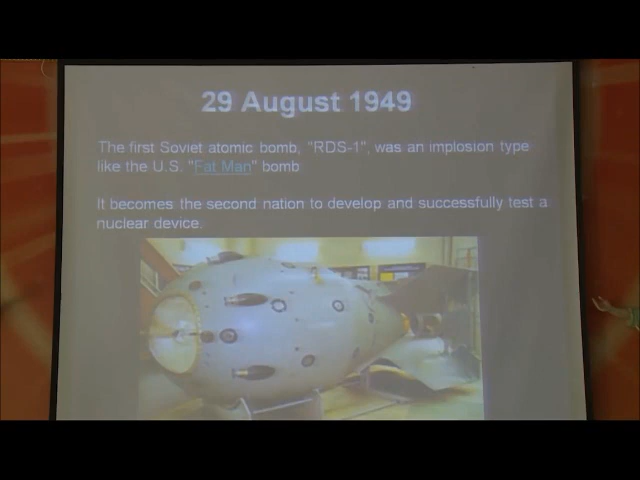 29 August 1949
The first Soviet atomic bomb, "RDS-1", was an implosion type
like the U.S. "Fat Man" bomb
It becomes the second nation to develop and successfully test a
nuclear device.